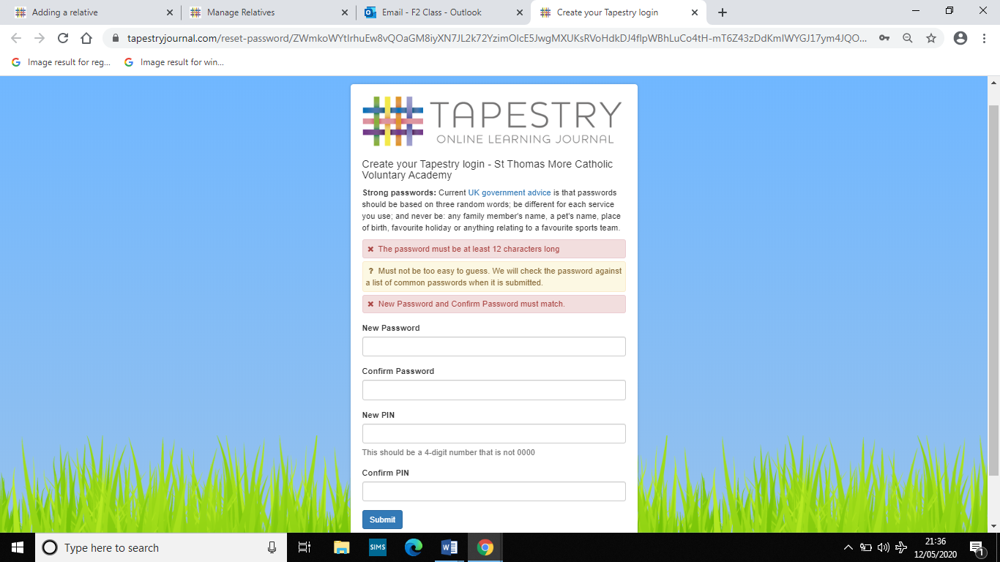 Adding a relative
Manage Relatives
Email - F2 Class - Outlook
Create your Tapestry login
Image result for reg...
Image result for win...
TAPESTRY
ONLINE LEARNING JOURNAL
Create your Tapestry login - St Thomas More Catholic
Voluntary Academy
Strong passwords: Current UK government advice is that passwords
should be based on three random words; be different for each service
you use; and never be: any family member's name, a pet's name, place
of birth, favourite holiday or anything relating to a favourite sports team.
The password must be at least 12 characters long
? Must not be too easy to guess. We will check the password against
a list of common passwords when it is submitted.
New Password and Confirm Password must match.
New Password
Confirm Password
New PIN
This should be a 4-digit number that is not 0000
Confirm PIN
Submit
Type here to search
SIMS
W
21:36
12/05/2020
1